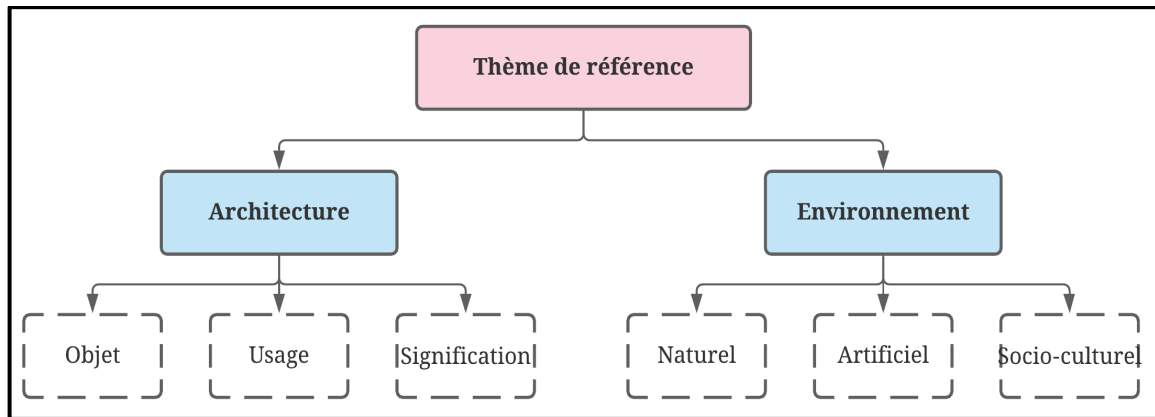 Thème de référence
Architecture
Environnement
Objet
Usage
Signification
Naturel
Artificiel
Socio-culturel